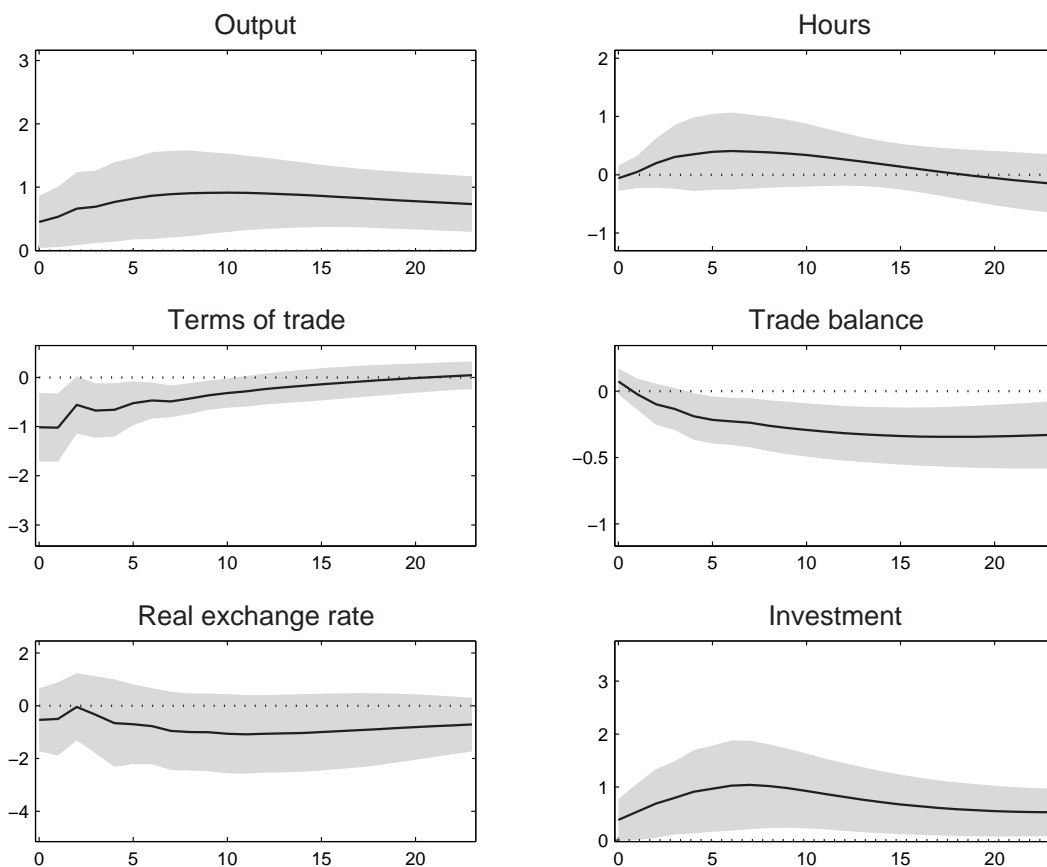 Output Hours
3 2
2 1
1 0
0 −1
0 5 10 15 20 0 5 10 15 20
Terms of trade Trade balance
0 0
−1 −0.5
−2 −1
−3
0 5 10 15 20 0 5 10 15 20
Real exchange rate Investment
2 3
0 2
−2 1
−4 0
0 5 10 15 20 0 5 10 15 20